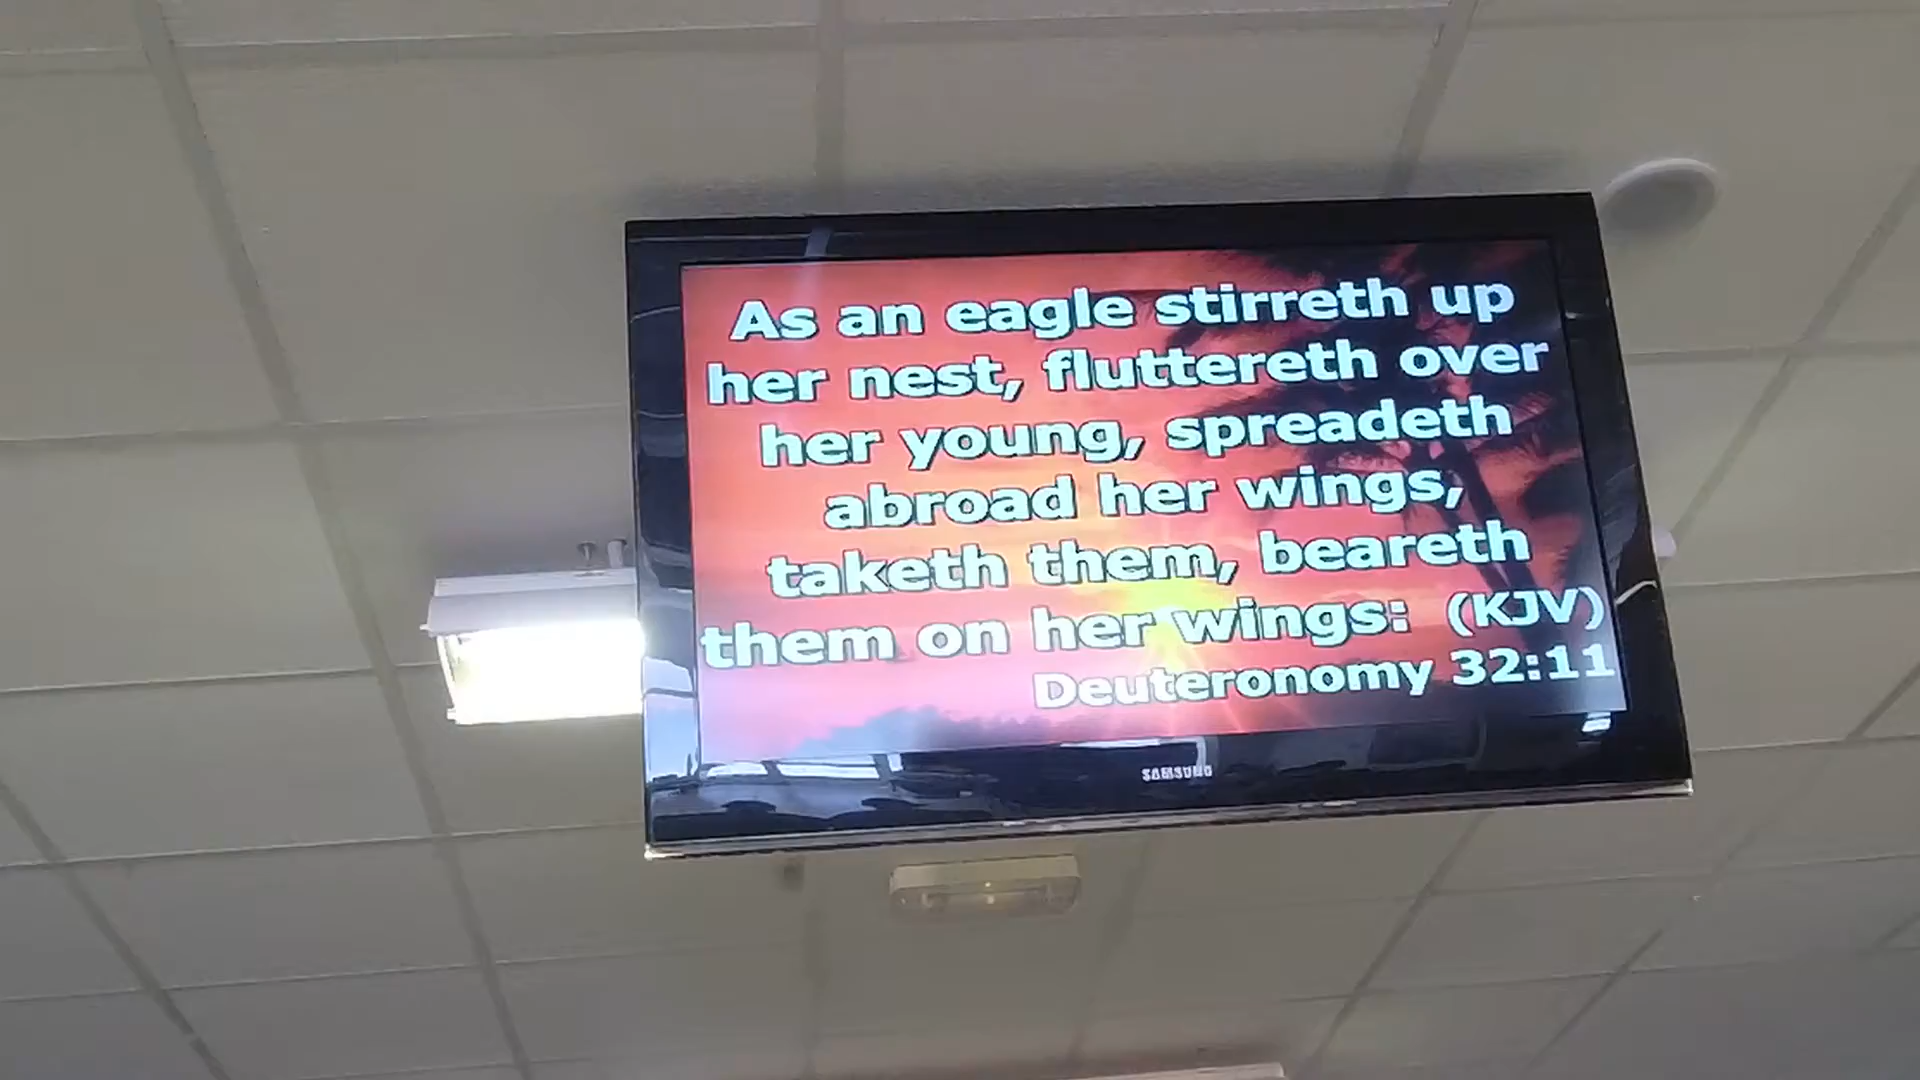 As an eagle stirreth up
her nest, fluttereth over
her young, spreadeth
abroad her wings,
taketh them, beareth
them on her wings: (KJV)
Deuteronomy 32:11
SAMSUNG